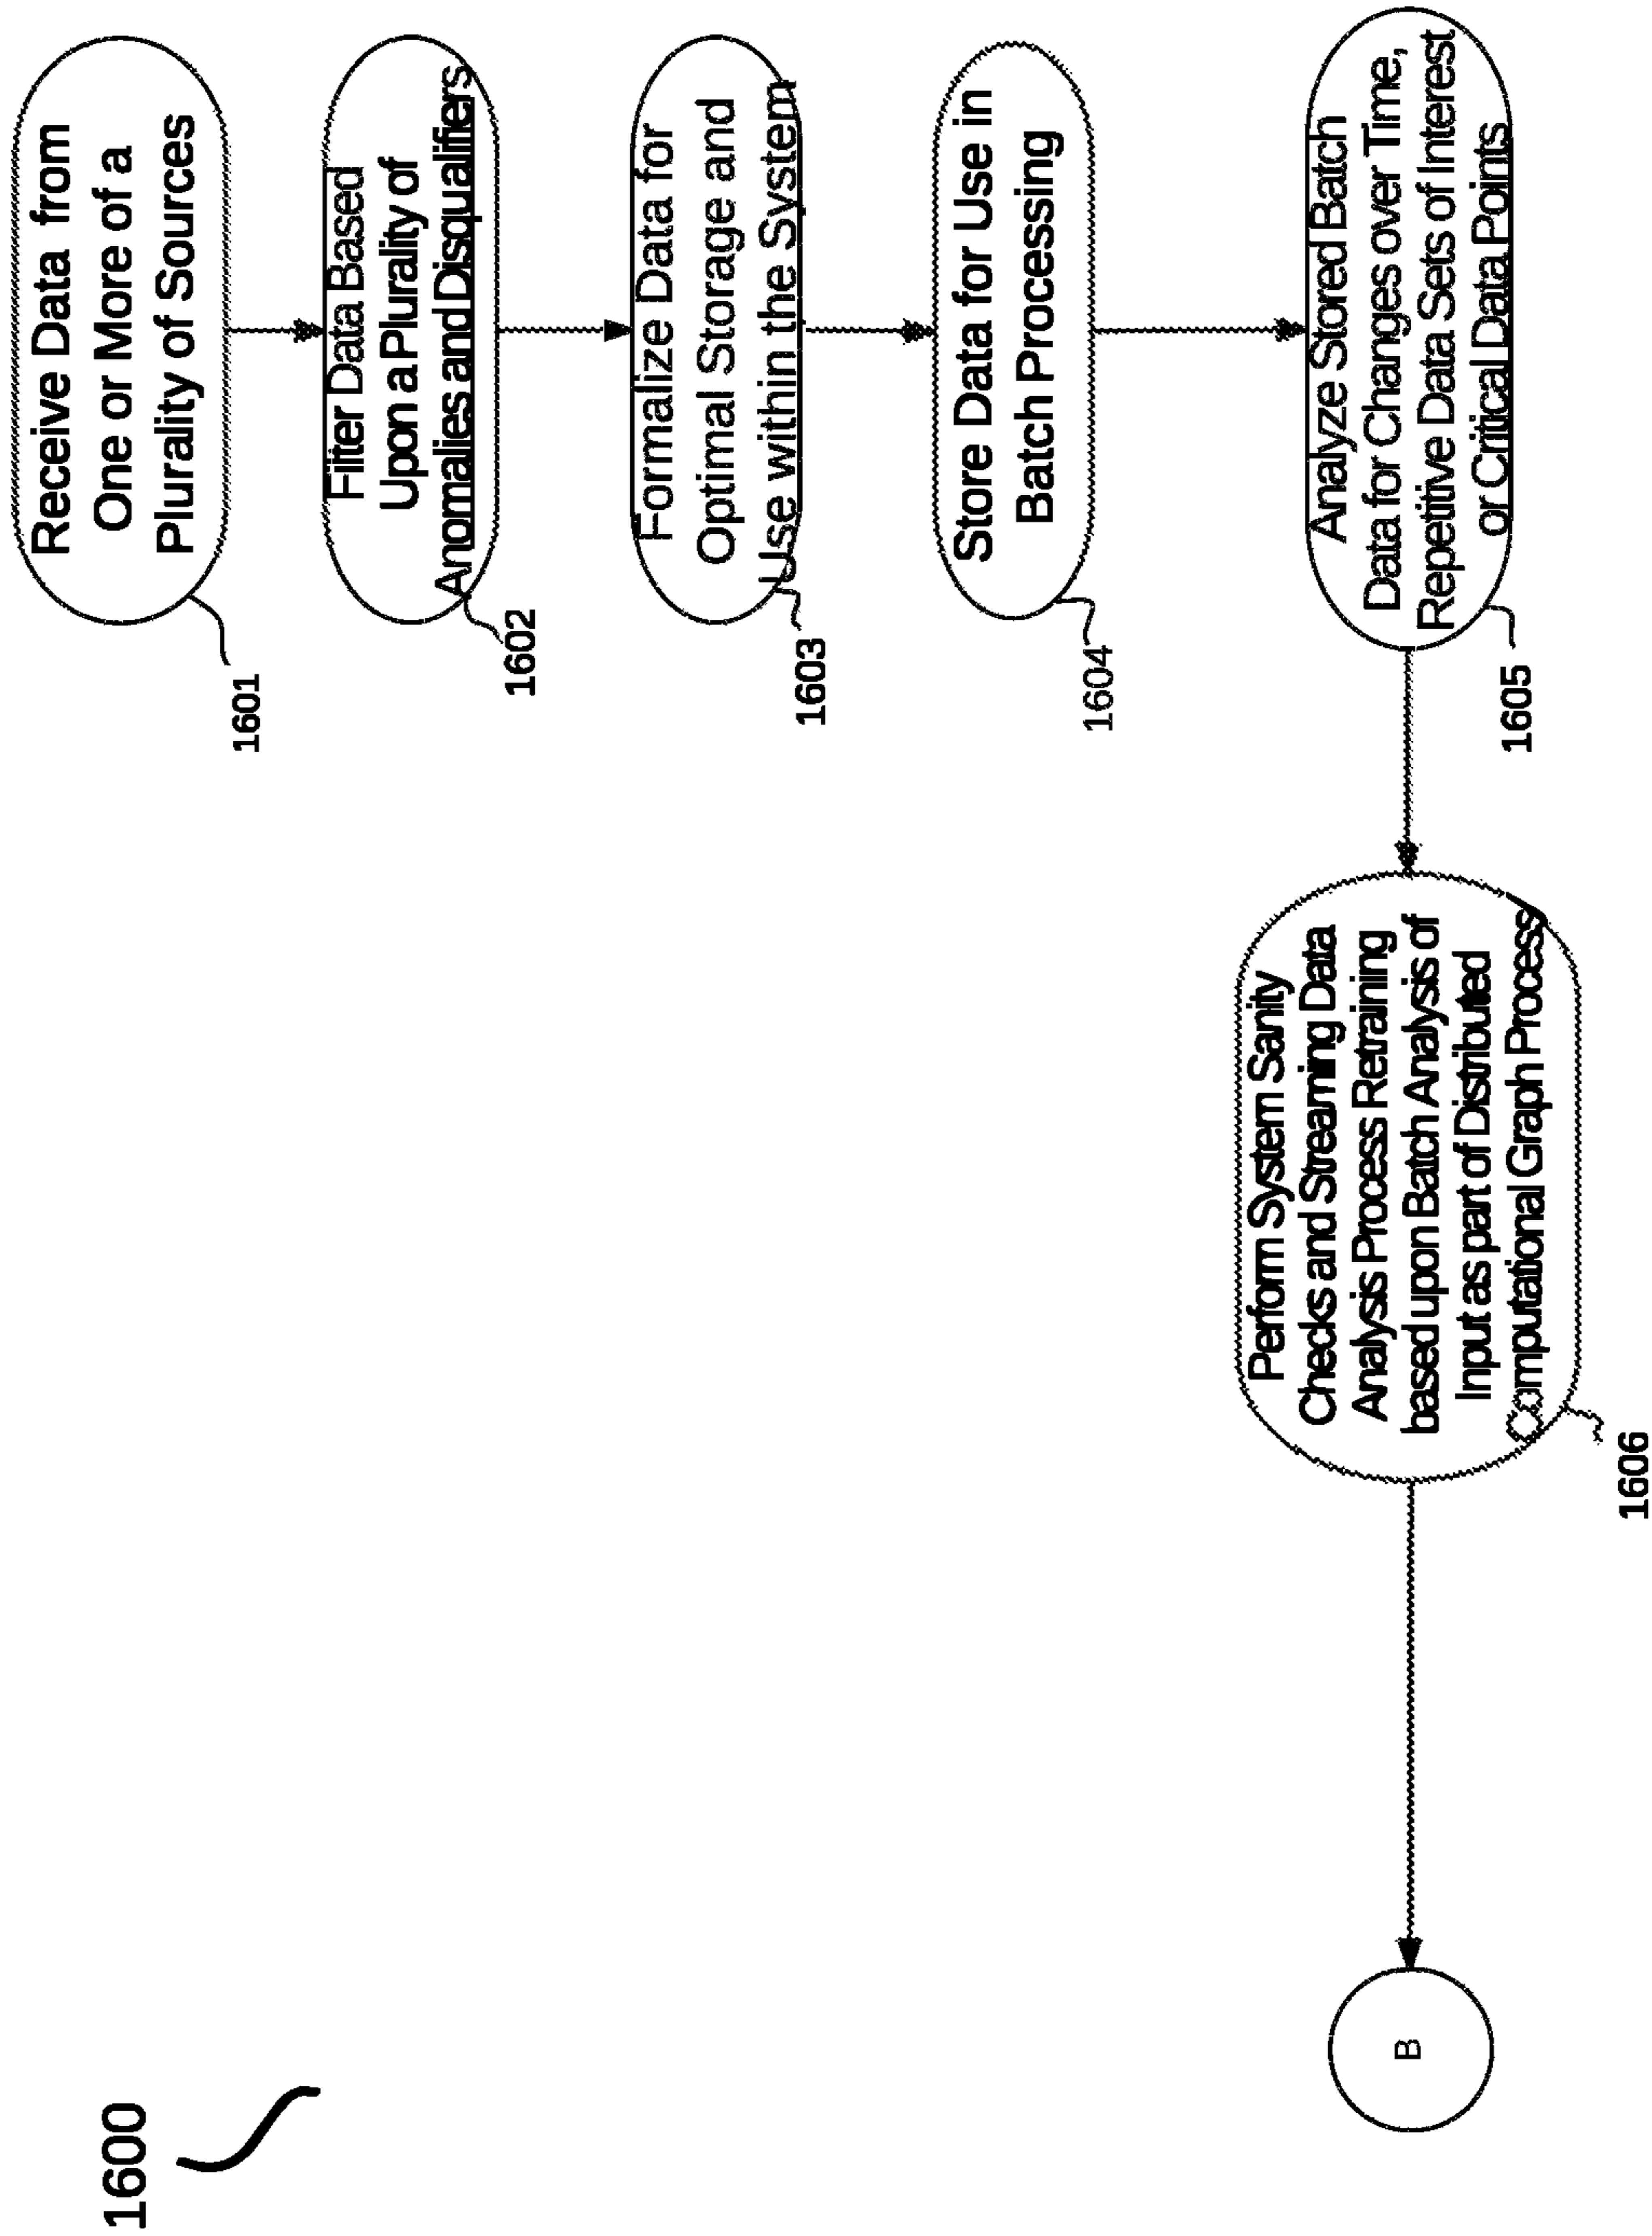 1600
Receive Data from
One or More of a
Plurality of Sources
1601
Filter Data Based
Upon a Plurality of
Anomalies and Disqualifiers
1602
Formalize Data for
Optimal Storage and
Use within the System
1603
Store Data for Use in
Batch Processing
1604
Analyze Stored Batch
Data for Changes over Time,
Repetitive Data Sets of Interest
or Critical Data Points
1605
Perform System Sanity
Checks and Streaming Data
Analysis Process Retraining
based upon Batch Analysis of
Input as part of Distributed
Computational Graph Process
1606
B